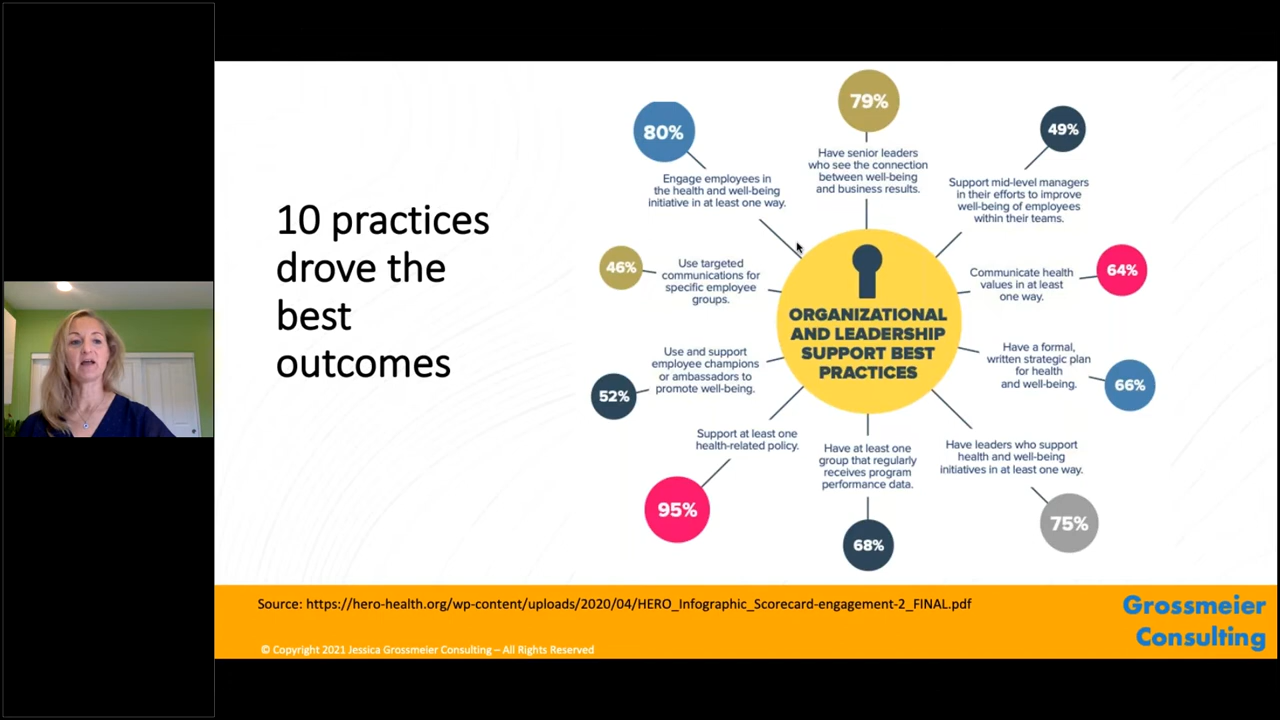 10 practices
drove the
best
outcomes
80%
Engage employees in
the health and well-being
initiative in at least one way.
79%
Have senior leaders
who see the connection
between well-being
and business results.
49%
Support mid-level managers
in their efforts to improve
well-being of employees
within their teams.
46%
Use targeted
communications for
specific employee
groups.
Communicate health
values in at least
one way.
64%
ORGANIZATIONAL
AND LEADERSHIP
SUPPORT BEST
PRACTICES
52%
Use and support
employee champions
or ambassadors to
promote well-being.
Have a formal,
written strategic plan
for health
and well-being.
66%
Support at least one
health-related policy.
95%
Have at least one
group that regularly
receives program
performance data.
68%
Have leaders who support
health and well-being
initiatives in at least one way.
75%
Source: https://hero-health.org/wp-content/uploads/2020/04/HERO_Infographic_Scorecard-engagement-2_FINAL.pdf
© Copyright 2021 Jessica Grossmeier Consulting – All Rights Reserved
Grossmeier
Consulting